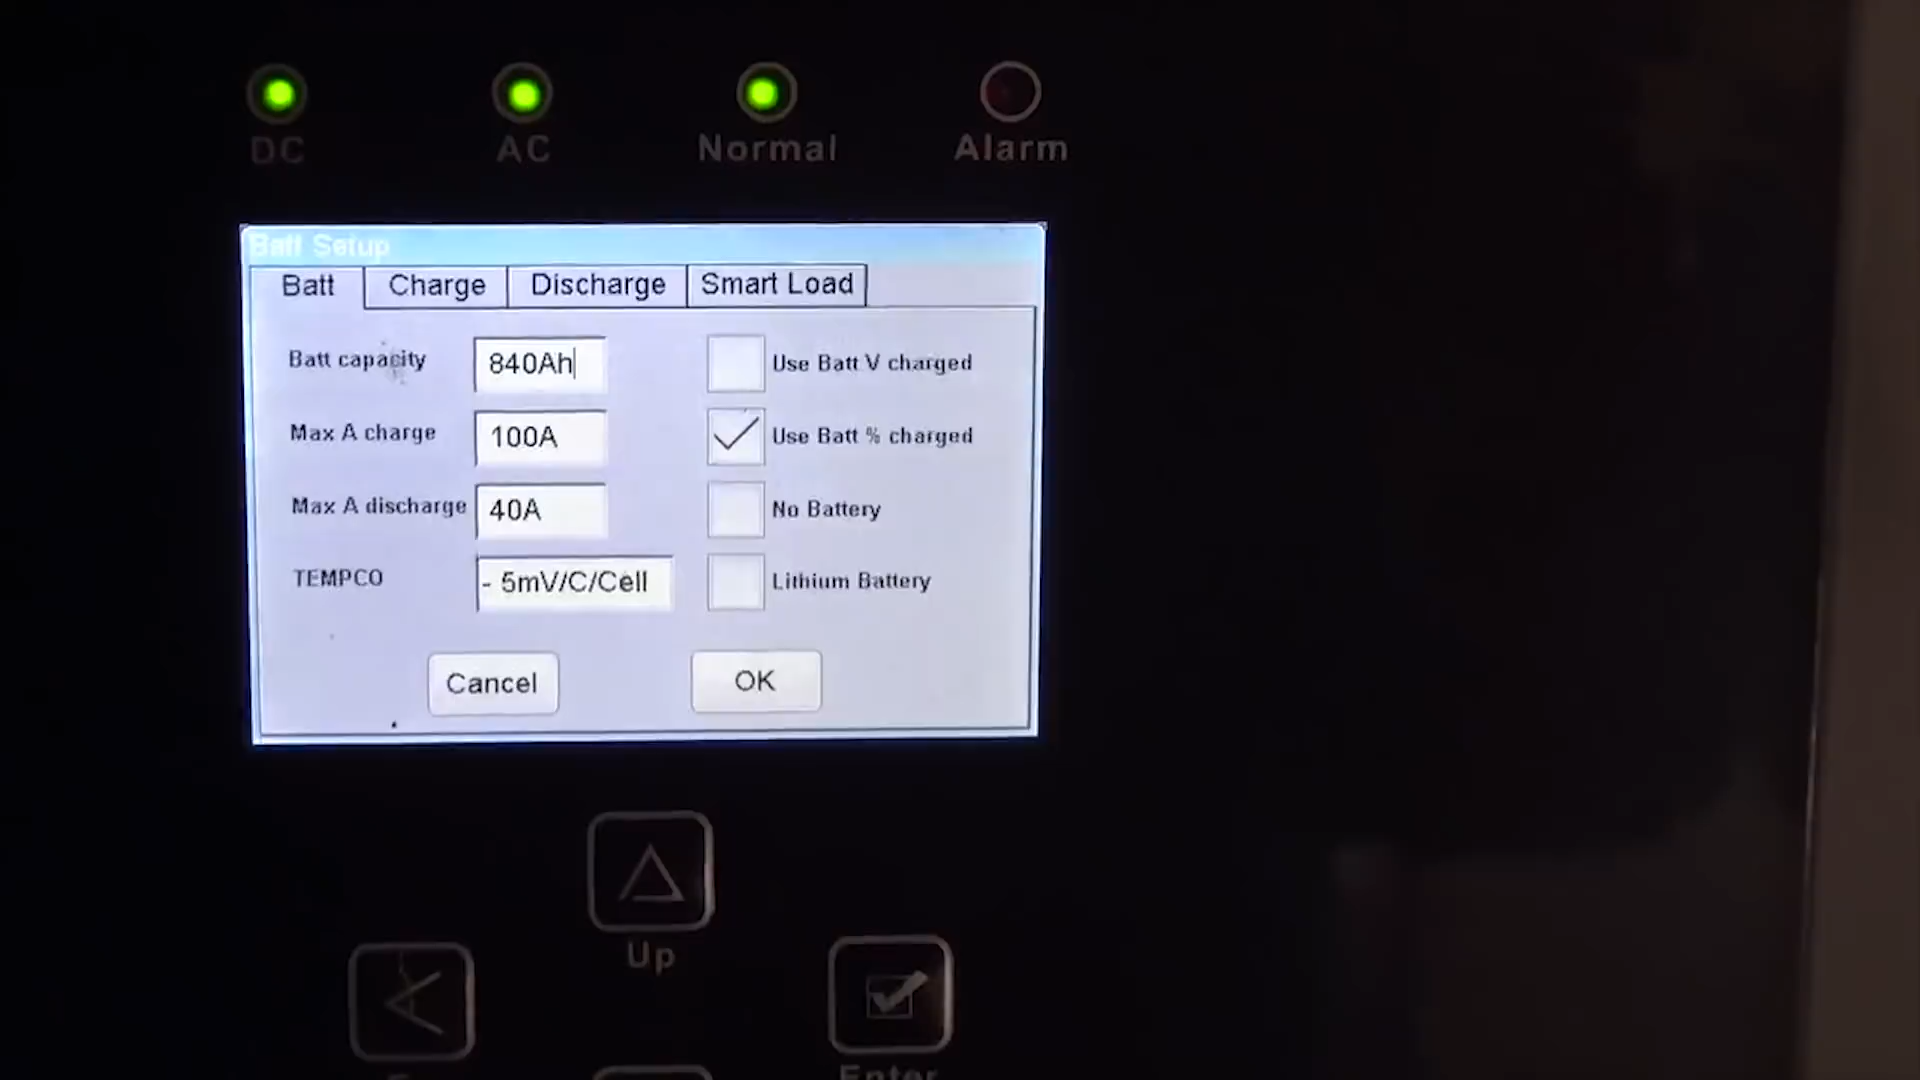 DC AC Normal Alarm
Batt Setup
Batt Charge Discharge Smart Load
Batt capacity 840Ah Use Batt V charged
Max A charge 100A Use Batt % charged
Max A discharge 40A No Battery
TEMPCO - 5mV/C/Cell Lithium Battery
Cancel OK
Up
Enter